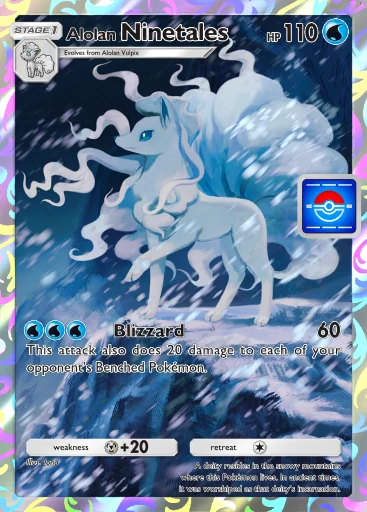 STAGE 1
Alolan Ninetales
HP 110
Evolves from Alolan Vulpix
Blizzard 60
This attack also does 20 damage to each of your
opponent's Benched Pokémon.
weakness +20
retreat
Illus.
A deity resides in the snowy mountains
where this Pokémon lives. In ancient times,
it was worshiped as that deity's incarnation.